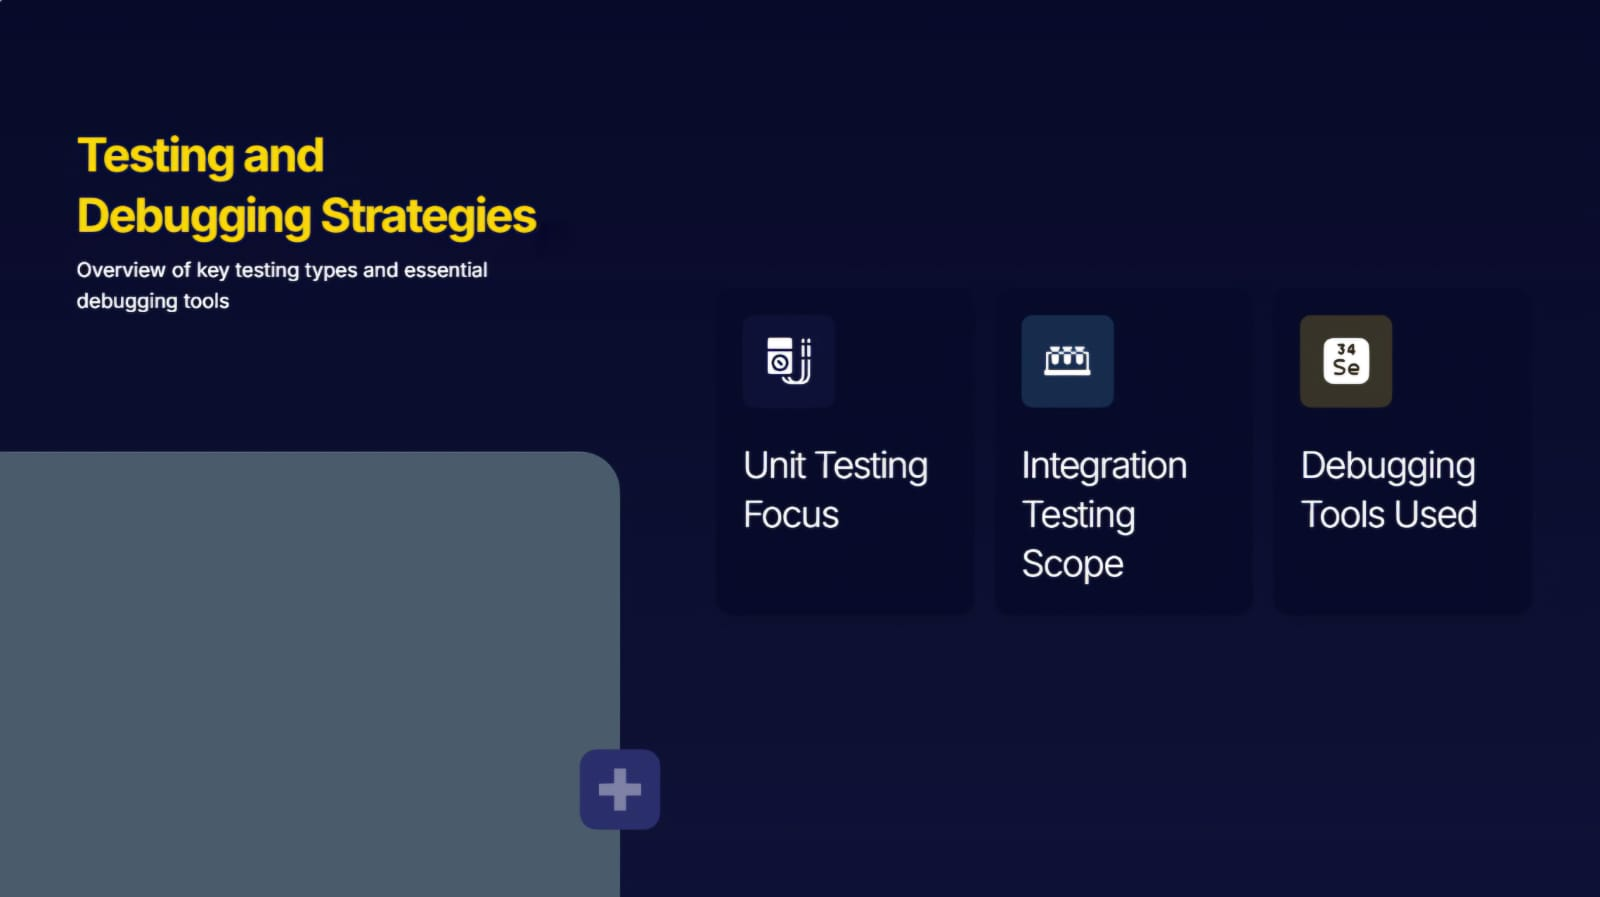 Testing and
Debugging Strategies
Overview of key testing types and essential
debugging tools
Unit Testing
Focus
Integration
Testing
Scope
34
Se
Debugging
Tools Used